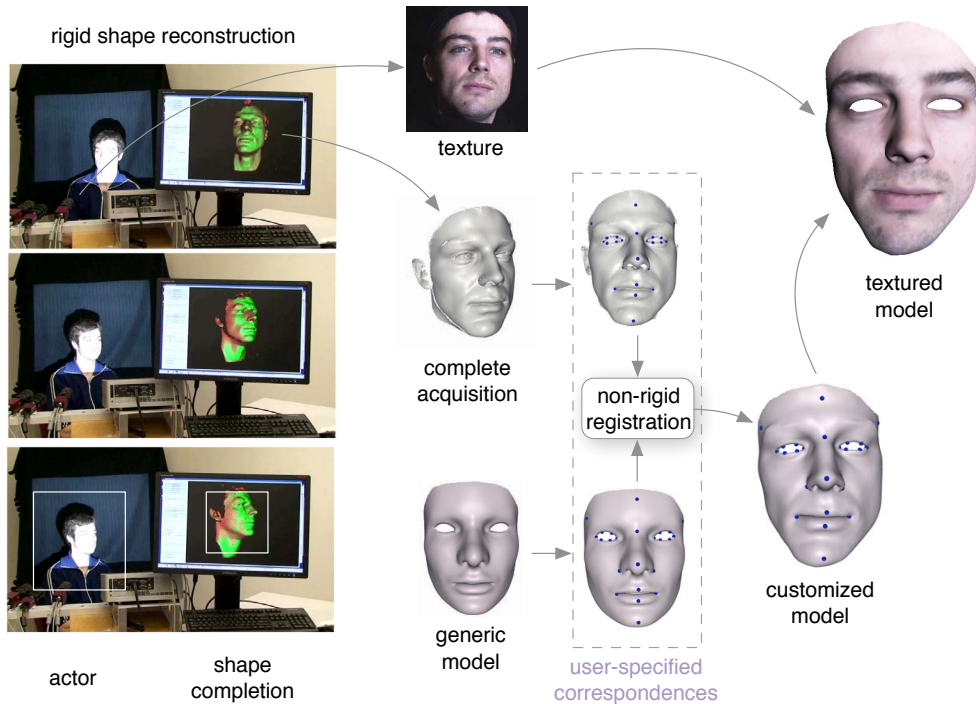 rigid shape reconstruction
texture
complete
acquisition
textured
model
non-rigid
registration
generic
model
customized
model
user-specified
correspondences
actor
shape
completion